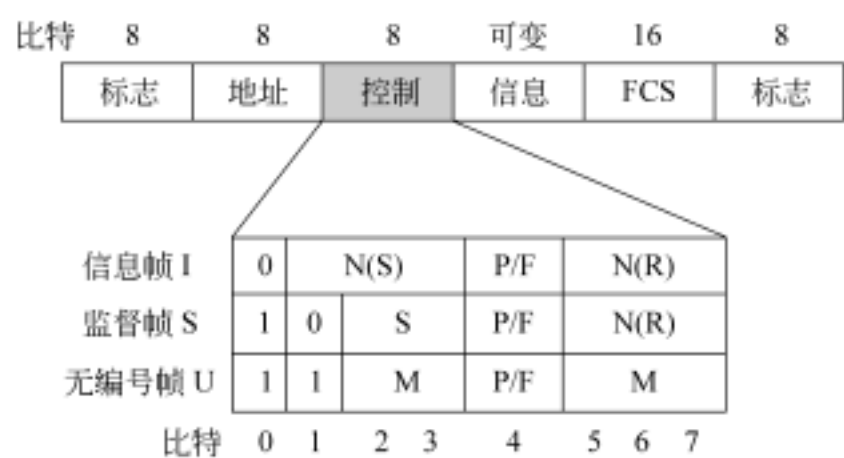 比特 8 8 8 可变 16 8
标志 地址 控制 信息 FCS 标志
信息帧 I 0 N(S) P/F N(R)
监督帧 S 1 0 S P/F N(R)
无编号帧 U 1 1 M P/F M
比特 0 1 2 3 4 5 6 7